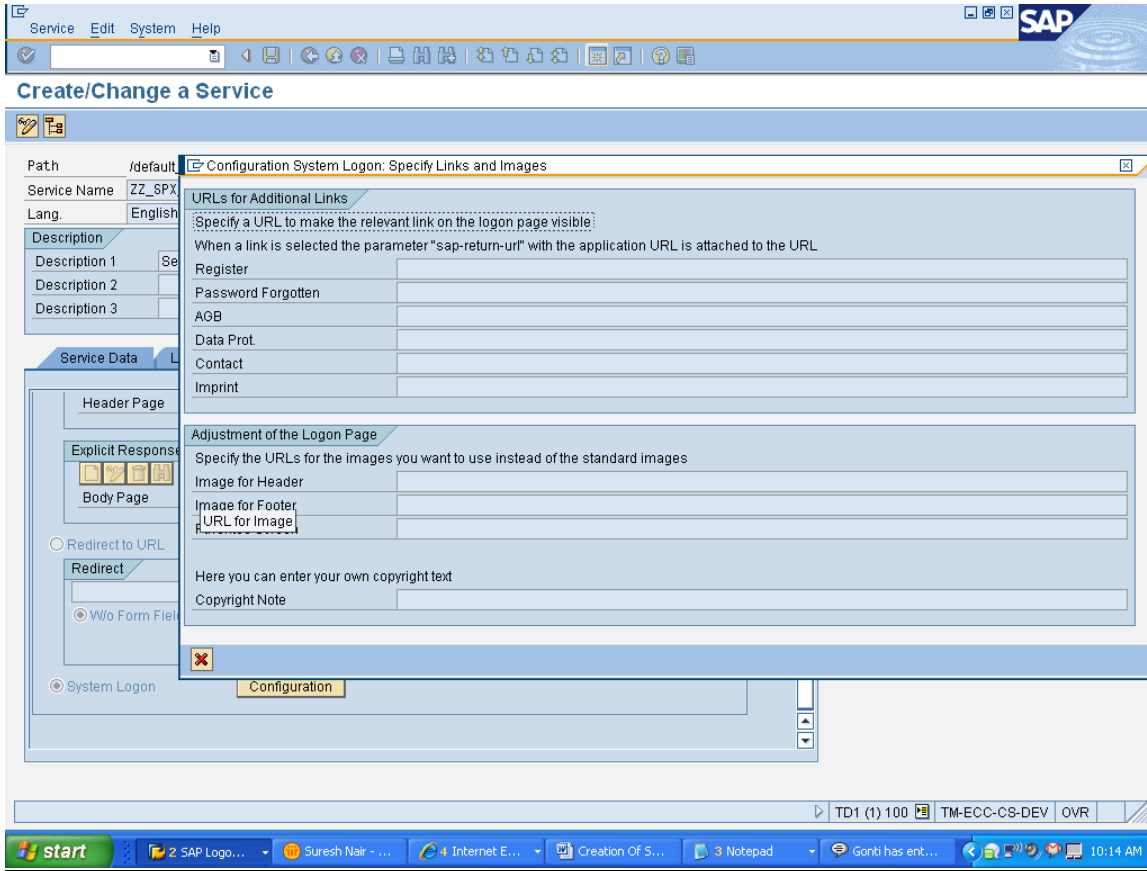 Service Edit System Help
SAP
Create/Change a Service
Path /default
Service Name ZZ_SPX
Lang. English
Description
Description 1 Se
Description 2
Description 3
Service Data L
Header Page
Explicit Response
Body Page
Redirect to URL
Redirect
W/o Form Fiel
System Logon Configuration
Configuration System Logon: Specify Links and Images
URLs for Additional Links
Specify a URL to make the relevant link on the logon page visible
When a link is selected the parameter "sap-return-url" with the application URL is attached to the URL
Register
Password Forgotten
AGB
Data Prot.
Contact
Imprint
Adjustment of the Logon Page
Specify the URLs for the images you want to use instead of the standard images
Image for Header
Image for Footer
URL for Image
Here you can enter your own copyright text
Copyright Note
TD1 (1) 100 TM-ECC-CS-DEV OVR
start 2 SAP Logo... Suresh Nair - ... 4 Internet E... Creation Of S... 3 Notepad Gonti has ent... 10:14 AM